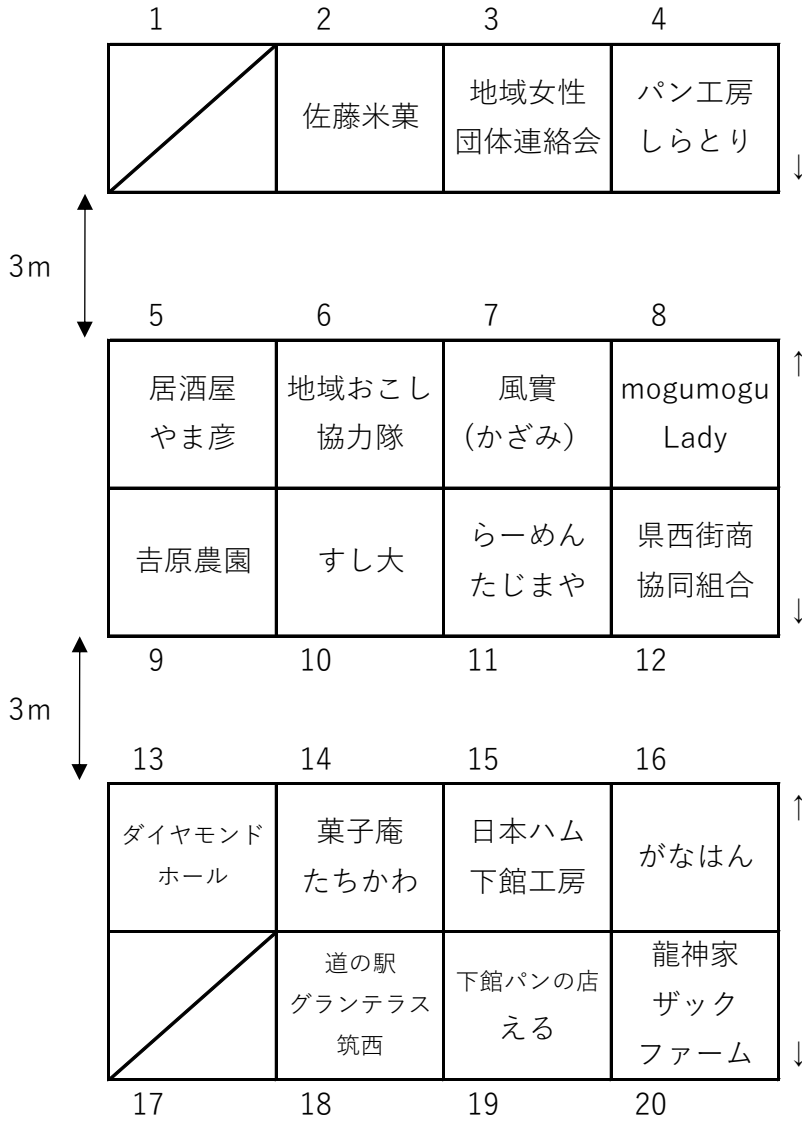 1 2 3 4
佐藤米菓
地域女性
団体連絡会
パン工房
しらとり
↓
3m
5 6 7 8
居酒屋
やま彦
地域おこし
協力隊
風實
(かざみ)
mogumogu
Lady
↑
𠮷原農園
すし大
らーめん
たじまや
県西街商
協同組合
↓
9 10 11 12
3m
13 14 15 16
ダイヤモンド
ホール
菓子庵
たちかわ
日本ハム
下館工房
がなはん
↑
道の駅
グランテラス
筑西
下館パンの店
える
龍神家
ザック
ファーム
↓
17 18 19 20